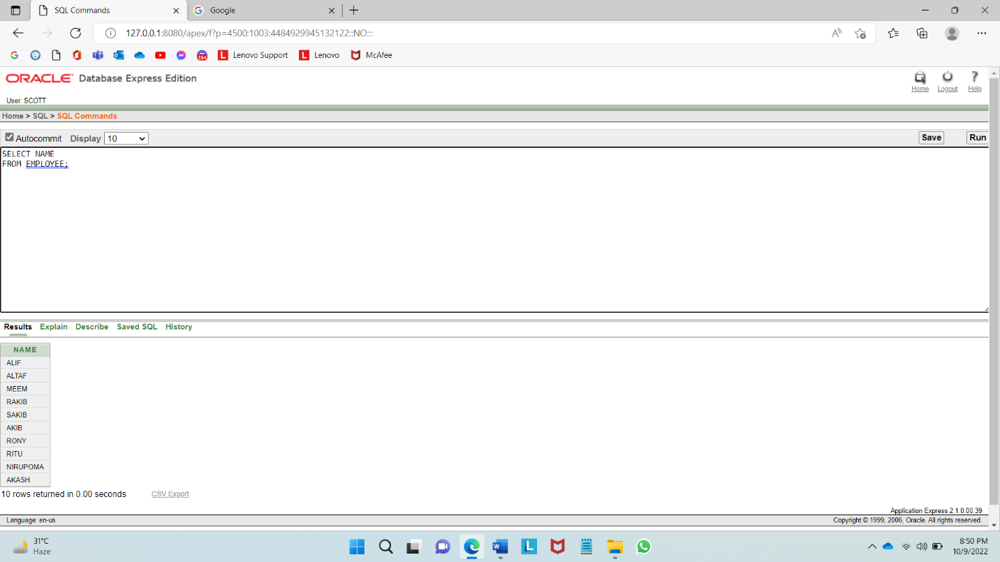 SQL Commands
Google
127.0.0.1:8080/apex/f?p=4500:1003:4484929945132122::NO:::
354
L Lenovo Support
L Lenovo
McAfee
ORACLE Database Express Edition
Home
Logout
? Help
User: SCOTT
Home > SQL > SQL Commands
Autocommit Display 10
Save
Run
SELECT NAME
FROM EMPLOYEE;
Results Explain Describe Saved SQL History
NAME
ALIF
ALTAF
MEEM
RAKIB
SAKIB
AKIB
RONY
RITU
NIRUPOMA
AKASH
10 rows returned in 0.00 seconds
CSV Export
Application Express 2.1.0.00.39
Language: en-us
Copyright © 1999, 2006, Oracle. All rights reserved.
31°C
Haze
8:50 PM
10/9/2022